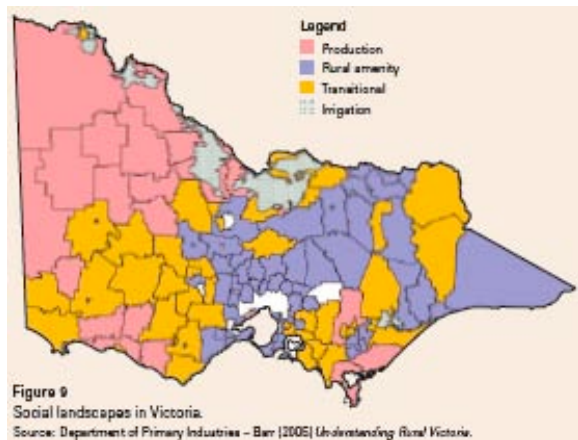 Legend
Production
Rural amenity
Transitional
Irrigation
Figure 9
Social landscapes in Victoria.
Source: Department of Primary Industries – Barr (2005) Understanding Rural Victoria.